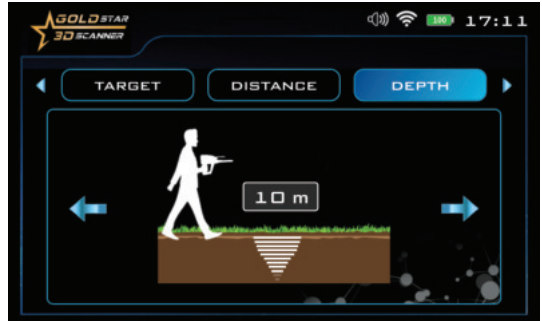 GOLD STAR
3D SCANNER
100 17:11
TARGET DISTANCE DEPTH
10 m